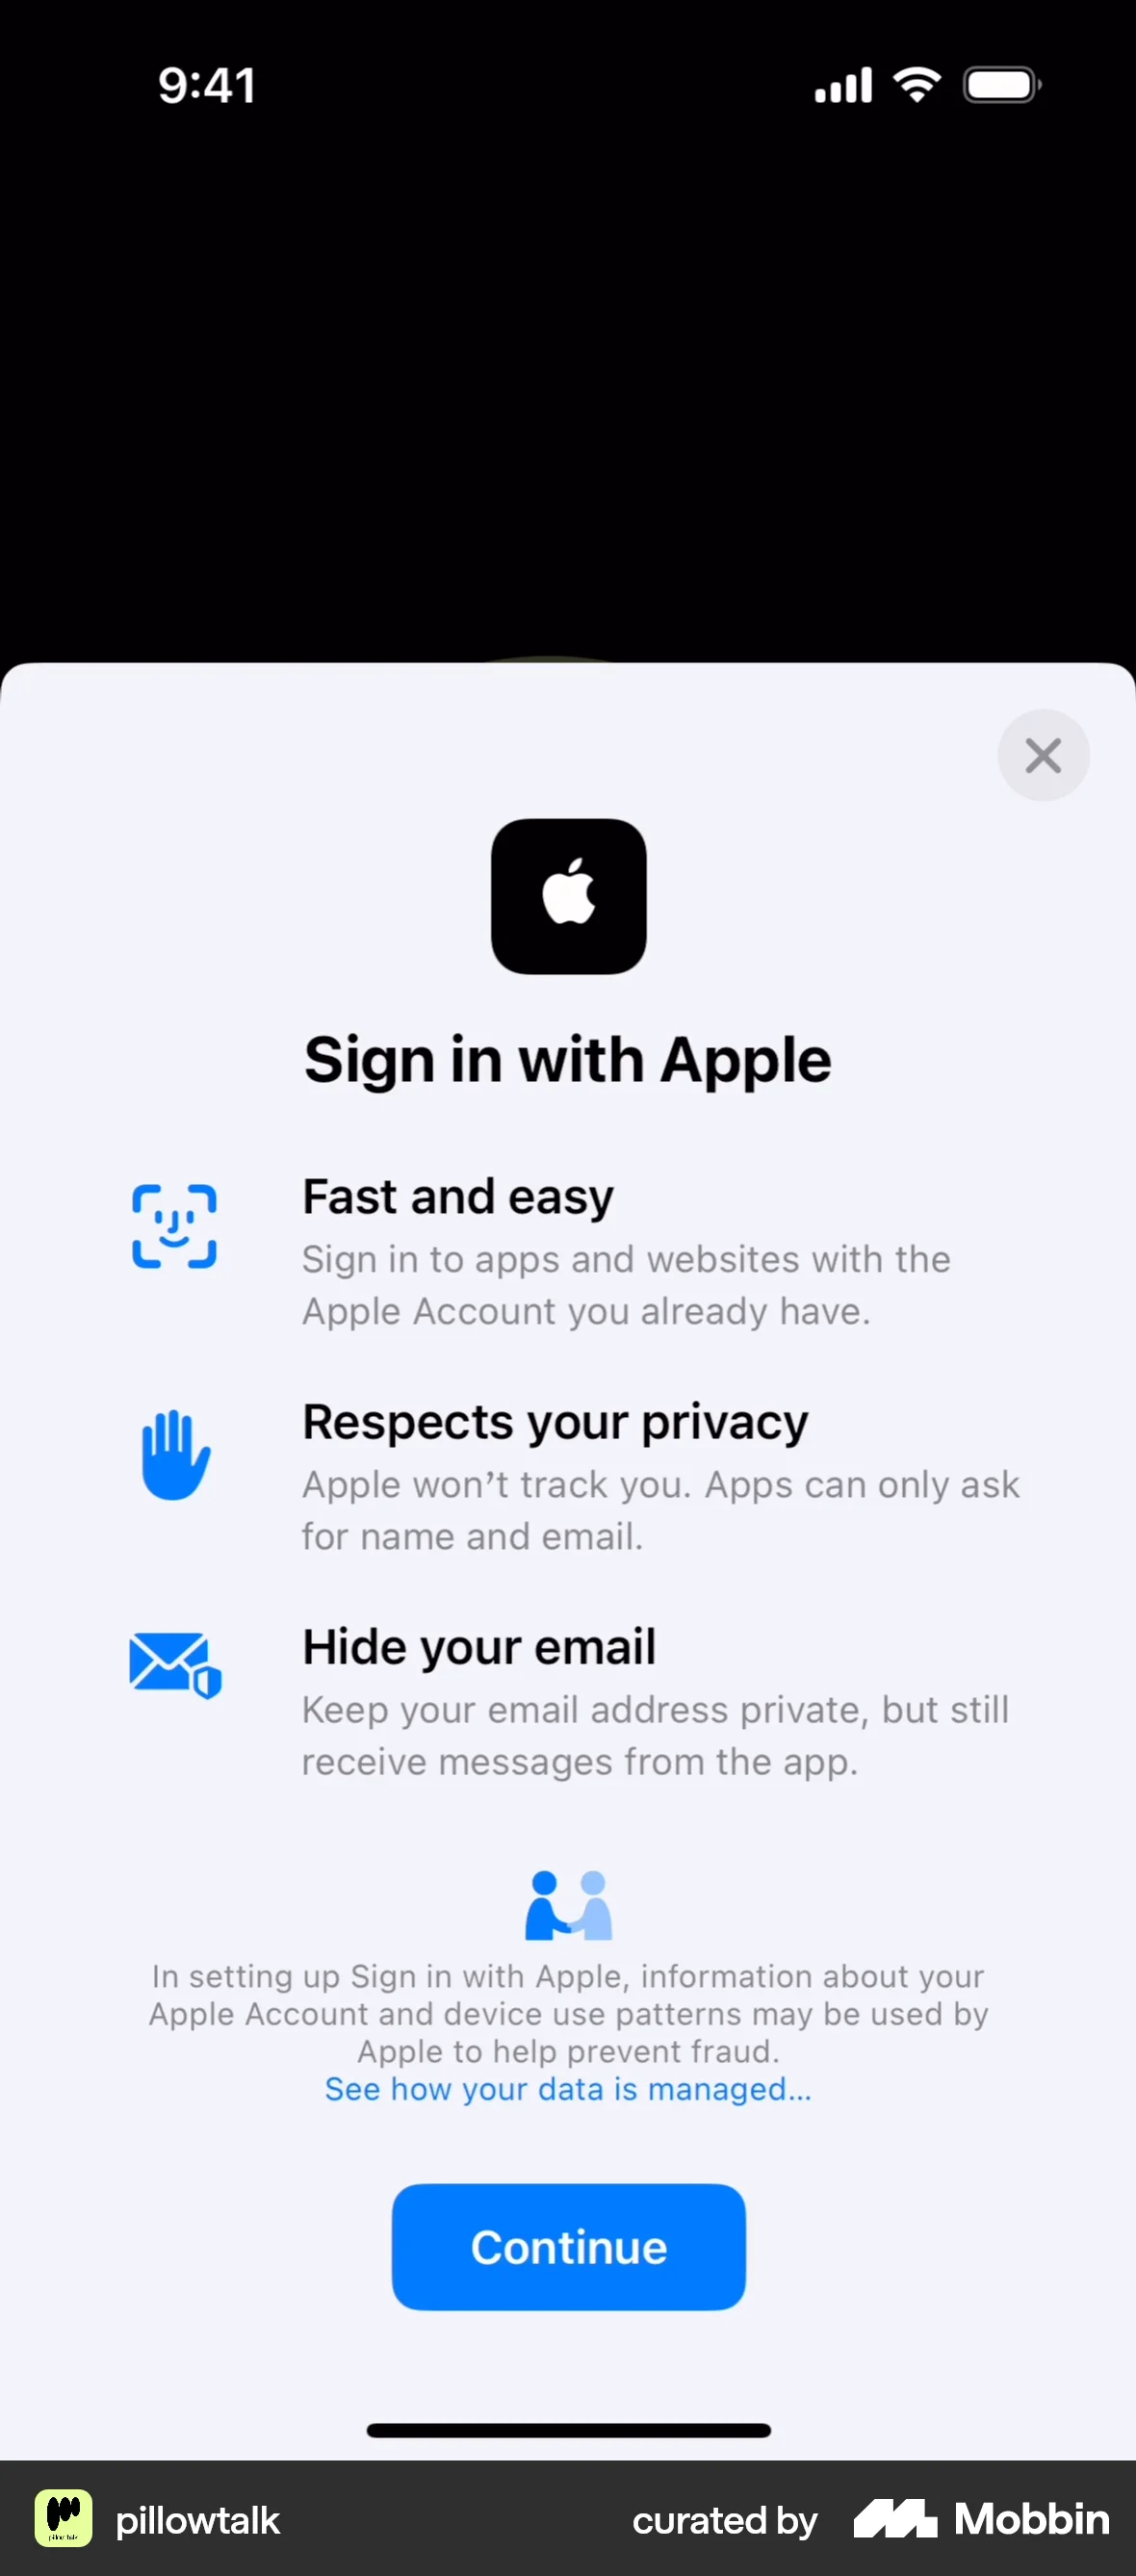 9:41
Sign in with Apple
Fast and easy
Sign in to apps and websites with the
Apple Account you already have.
Respects your privacy
Apple won’t track you. Apps can only ask
for name and email.
Hide your email
Keep your email address private, but still
receive messages from the app.
In setting up Sign in with Apple, information about your
Apple Account and device use patterns may be used by
Apple to help prevent fraud.
See how your data is managed...
Continue
pillowtalk
curated by Mobbin